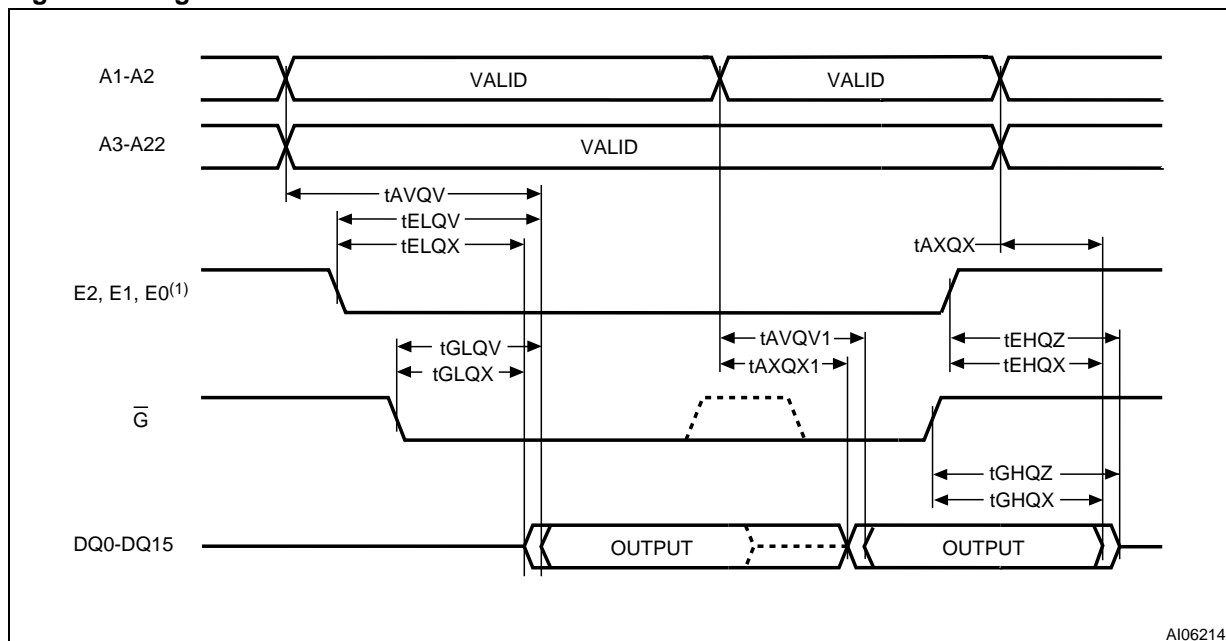 A1-A2 VALID VALID
A3-A22 VALID
tAVQV
tELQV
tELQX tAXQX
E2, E1, E0(1)
tAVQV1 tEHQZ
tGLQV
tAXQX1 tEHQX
tGLQX
G̅
tGHQZ
tGHQX
DQ0-DQ15 OUTPUT OUTPUT
AI06214